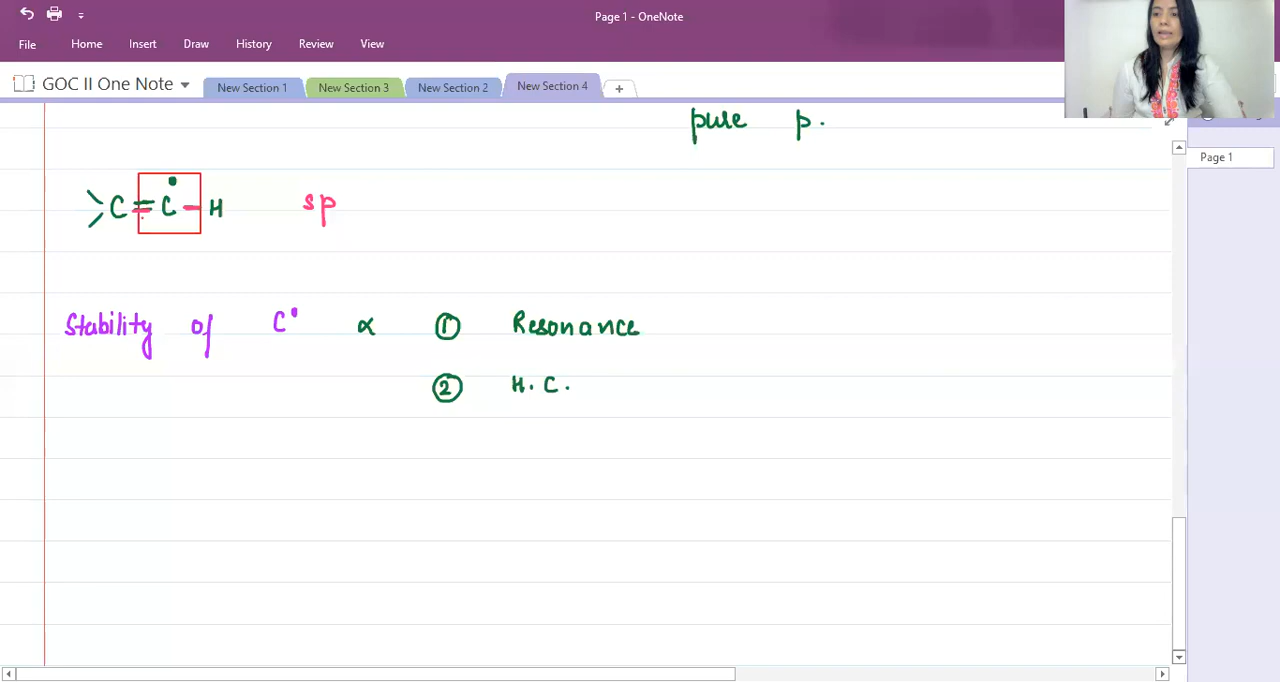 Page 1 - OneNote
File Home Insert Draw History Review View
GOC II One Note New Section 1 New Section 3 New Section 2 New Section 4 +
Page 1
pure p.
C = C - H sp
Stability of C• α ① Resonance
② H.C.